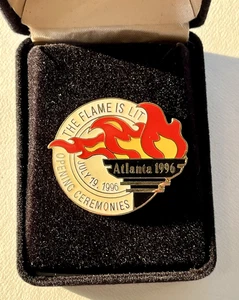 THE FLAME IS LIT
JULY 19, 1996
OPENING CEREMONIES
Atlanta 1996